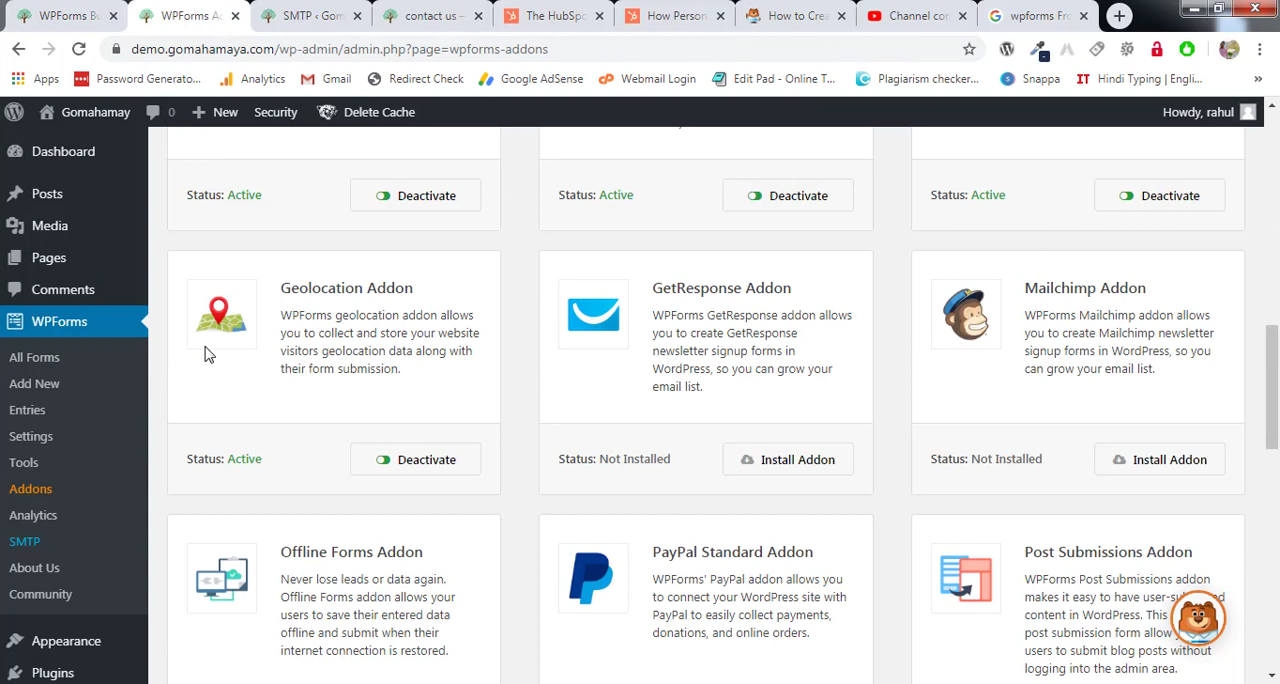 WPForms Bu
WPForms Ad
SMTP ‹ Gom
contact us –
The HubSpo
How Person
How to Crea
Channel con
wpforms Fro
demo.gomahamaya.com/wp-admin/admin.php?page=wpforms-addons
Apps
Password Generato...
Analytics
Gmail
Redirect Check
Google AdSense
Webmail Login
Edit Pad - Online T...
Plagiarism checker...
Snappa
IT Hindi Typing | Engli...
»
Gomahamay
0
New
Security
Delete Cache
Howdy, rahul
Dashboard
Posts
Media
Pages
Comments
WPForms
All Forms
Add New
Entries
Settings
Tools
Addons
Analytics
SMTP
About Us
Community
Appearance
Plugins
Status: Active
Deactivate
Status: Active
Deactivate
Status: Active
Deactivate
Geolocation Addon
WPForms geolocation addon allows
you to collect and store your website
visitors geolocation data along with
their form submission.
Status: Active
Deactivate
GetResponse Addon
WPForms GetResponse addon allows
you to create GetResponse
newsletter signup forms in
WordPress, so you can grow your
email list.
Status: Not Installed
Install Addon
Mailchimp Addon
WPForms Mailchimp addon allows
you to create Mailchimp newsletter
signup forms in WordPress, so you
can grow your email list.
Status: Not Installed
Install Addon
Offline Forms Addon
Never lose leads or data again.
Offline Forms addon allows your
users to save their entered data
offline and submit when their
internet connection is restored.
PayPal Standard Addon
WPForms' PayPal addon allows you
to connect your WordPress site with
PayPal to easily collect payments,
donations, and online orders.
Post Submissions Addon
WPForms Post Submissions addon
makes it easy to have user-submitted
content in WordPress. This
post submission form allow
users to submit blog posts without
logging into the admin area.